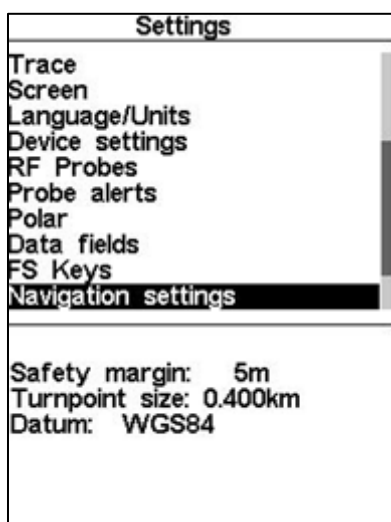 Settings
Trace
Screen
Language/Units
Device settings
RF Probes
Probe alerts
Polar
Data fields
FS Keys
Navigation settings
Safety margin: 5m
Turnpoint size: 0.400km
Datum: WGS84